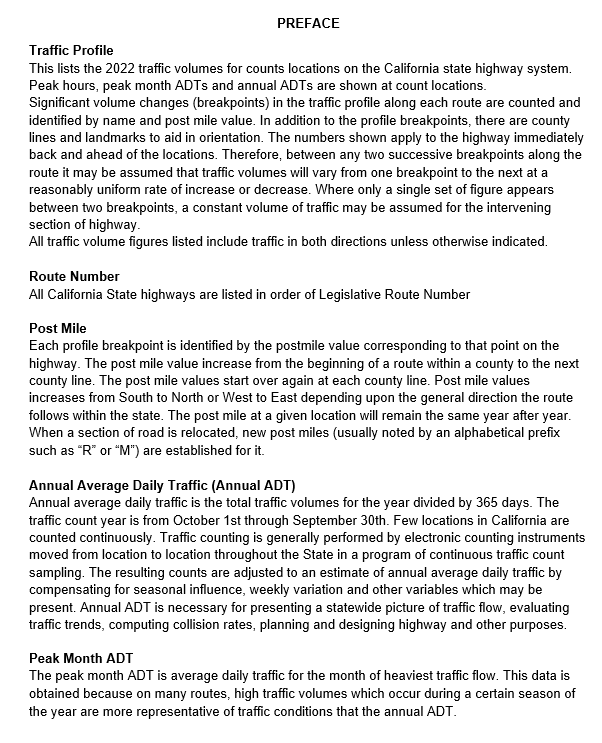 PREFACE
Traffic Profile
This lists the 2022 traffic volumes for counts locations on the California state highway system.
Peak hours, peak month ADTs and annual ADTs are shown at count locations.
Significant volume changes (breakpoints) in the traffic profile along each route are counted and
identified by name and post mile value. In addition to the profile breakpoints, there are county
lines and landmarks to aid in orientation. The numbers shown apply to the highway immediately
back and ahead of the locations. Therefore, between any two successive breakpoints along the
route it may be assumed that traffic volumes will vary from one breakpoint to the next at a
reasonably uniform rate of increase or decrease. Where only a single set of figure appears
between two breakpoints, a constant volume of traffic may be assumed for the intervening
section of highway.
All traffic volume figures listed include traffic in both directions unless otherwise indicated.
Route Number
All California State highways are listed in order of Legislative Route Number
Post Mile
Each profile breakpoint is identified by the postmile value corresponding to that point on the
highway. The post mile value increase from the beginning of a route within a county to the next
county line. The post mile values start over again at each county line. Post mile values
increases from South to North or West to East depending upon the general direction the route
follows within the state. The post mile at a given location will remain the same year after year.
When a section of road is relocated, new post miles (usually noted by an alphabetical prefix
such as “R” or “M”) are established for it.
Annual Average Daily Traffic (Annual ADT)
Annual average daily traffic is the total traffic volumes for the year divided by 365 days. The
traffic count year is from October 1st through September 30th. Few locations in California are
counted continuously. Traffic counting is generally performed by electronic counting instruments
moved from location to location throughout the State in a program of continuous traffic count
sampling. The resulting counts are adjusted to an estimate of annual average daily traffic by
compensating for seasonal influence, weekly variation and other variables which may be
present. Annual ADT is necessary for presenting a statewide picture of traffic flow, evaluating
traffic trends, computing collision rates, planning and designing highway and other purposes.
Peak Month ADT
The peak month ADT is average daily traffic for the month of heaviest traffic flow. This data is
obtained because on many routes, high traffic volumes which occur during a certain season of
the year are more representative of traffic conditions that the annual ADT.